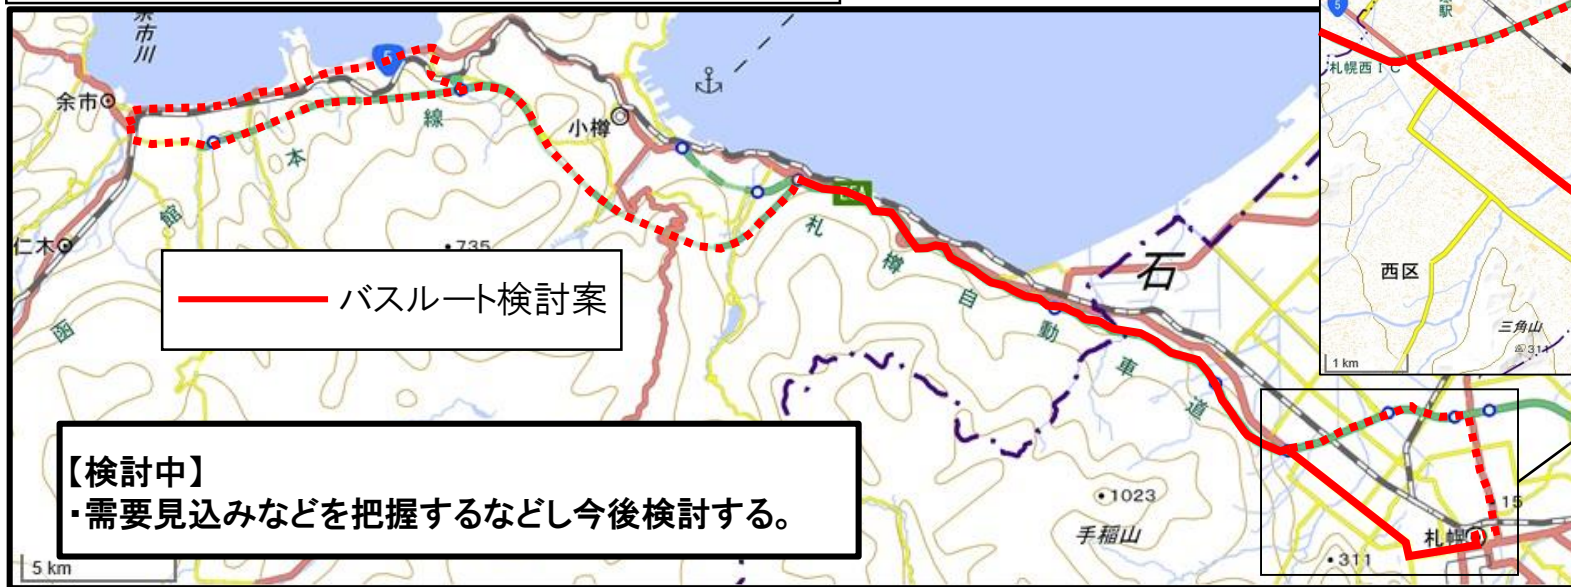 余市川
5
余市
小樽
本
線
館
函
仁木
735
札
樽
自
動
車
道
石
バスルート検討案
【検討中】
・需要見込みなどを把握するなどし今後検討する。
1023
手稲山
札幌
15
311
5 km
5
駅
札幌西IC
西区
三角山
311
1 km